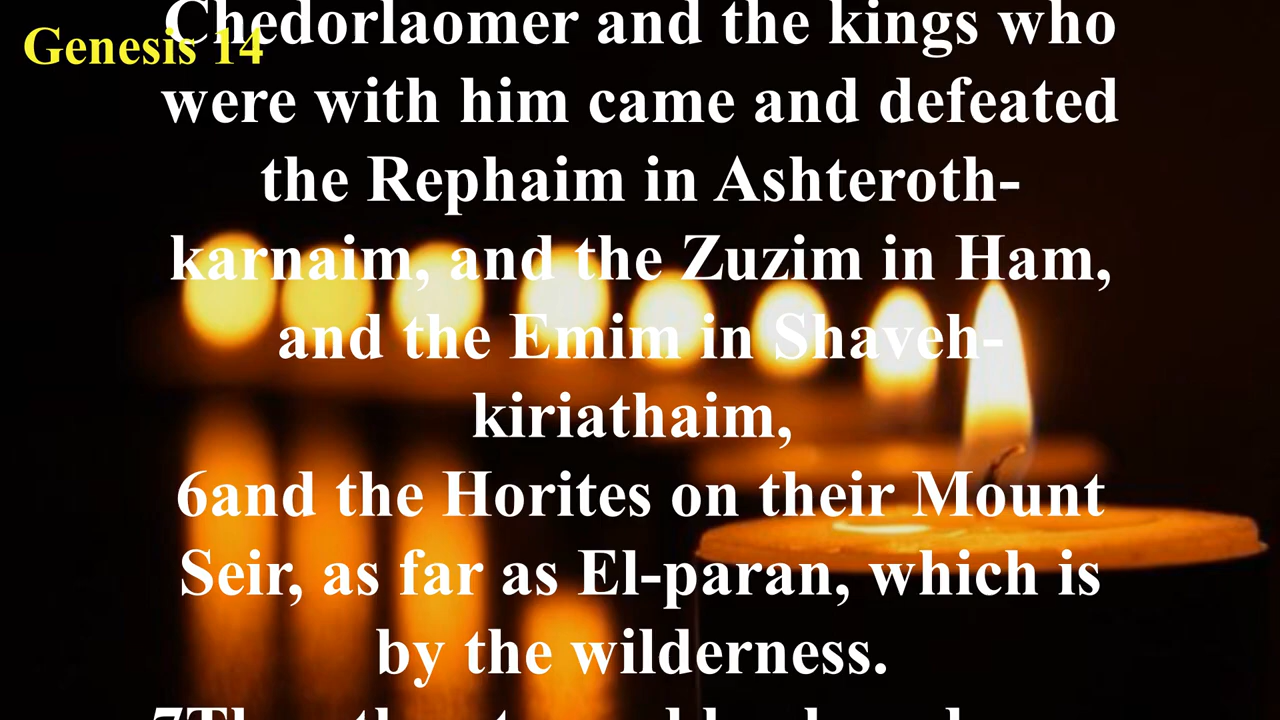 Genesis 14
Chedorlaomer and the kings who
were with him came and defeated
the Rephaim in Ashteroth-
karnaim, and the Zuzim in Ham,
and the Emim in Shaveh-
kiriathaim,
6and the Horites on their Mount
Seir, as far as El-paran, which is
by the wilderness.